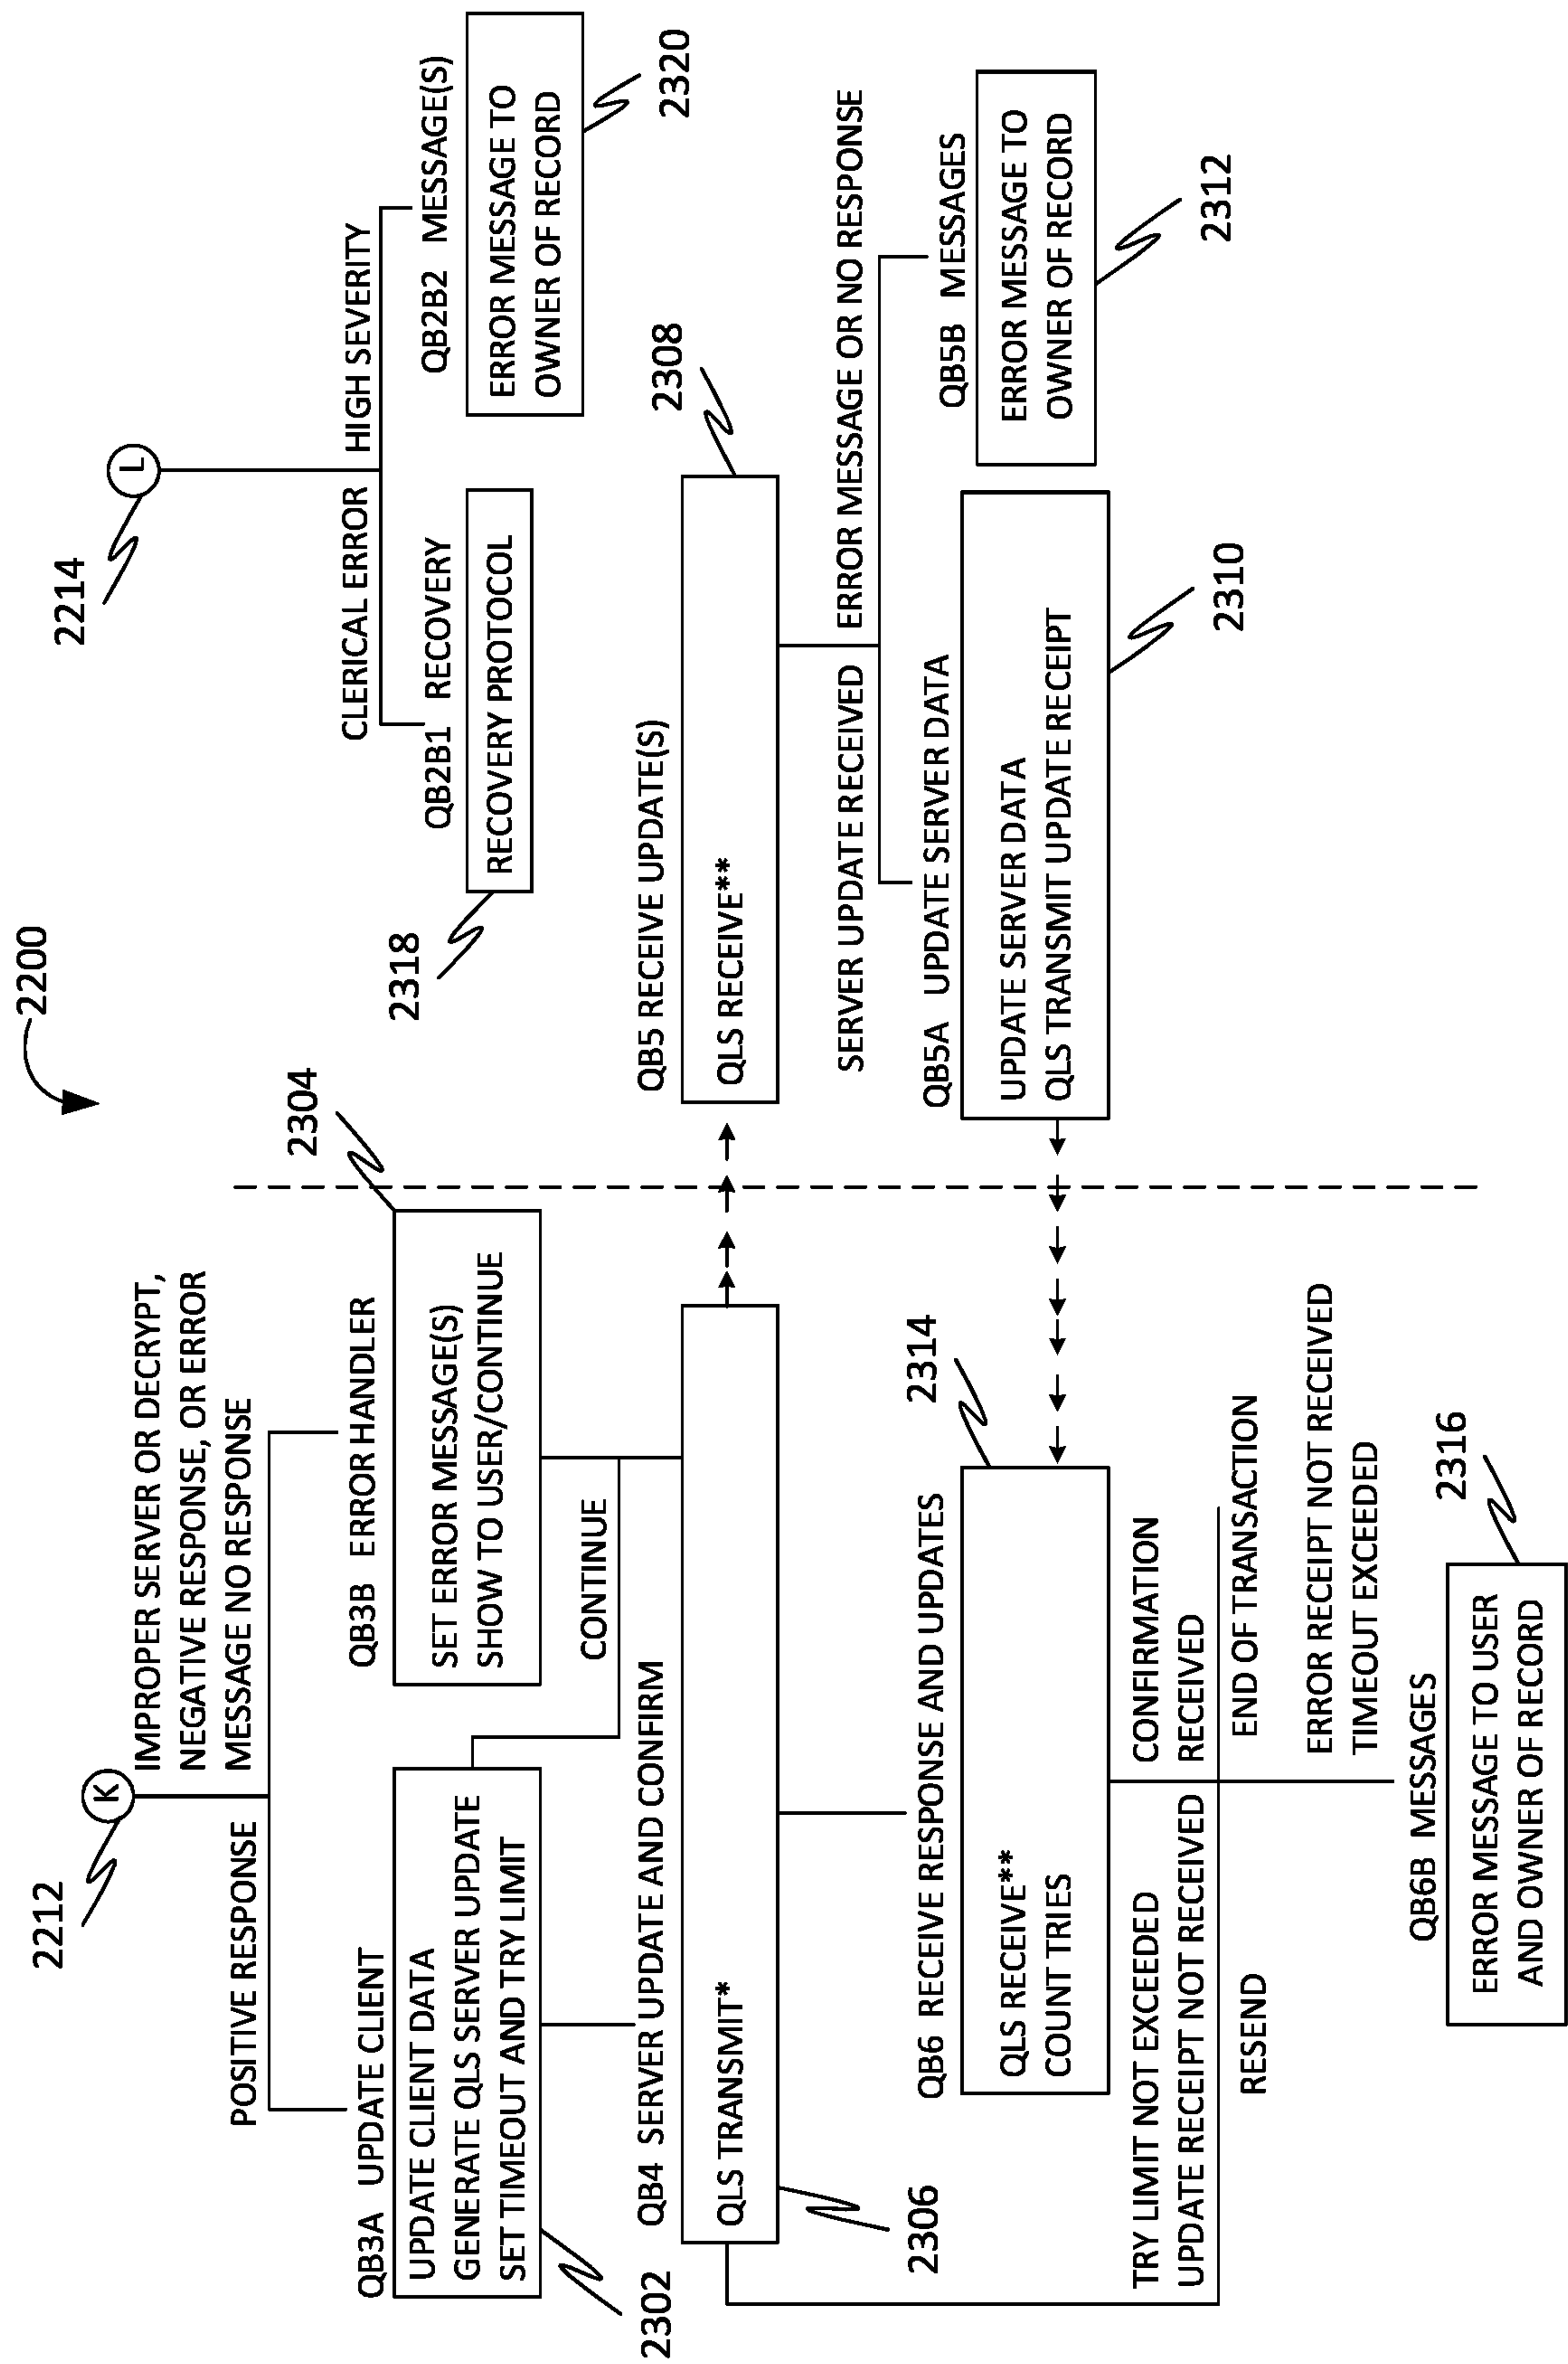 2200
2212
K
POSITIVE RESPONSE
IMPROPER SERVER OR DECRYPT,
NEGATIVE RESPONSE, OR ERROR
MESSAGE NO RESPONSE
QB3A UPDATE CLIENT
UPDATE CLIENT DATA
GENERATE QLS SERVER UPDATE
SET TIMEOUT AND TRY LIMIT
2302
QB3B ERROR HANDLER
SET ERROR MESSAGE(S)
SHOW TO USER/CONTINUE
2304
CONTINUE
QB4 SERVER UPDATE AND CONFIRM
QLS TRANSMIT*
2306
QB6 RECEIVE RESPONSE AND UPDATES
QLS RECEIVE**
COUNT TRIES
2314
TRY LIMIT NOT EXCEEDED
UPDATE RECEIPT NOT RECEIVED
RESEND
CONFIRMATION
RECEIVED
END OF TRANSACTION
ERROR RECEIPT NOT RECEIVED
TIMEOUT EXCEEDED
QB6B MESSAGES
ERROR MESSAGE TO USER
AND OWNER OF RECORD
2316
2214
L
CLERICAL ERROR
HIGH SEVERITY
QB2B1 RECOVERY
RECOVERY PROTOCOL
2318
QB2B2 MESSAGE(S)
ERROR MESSAGE TO
OWNER OF RECORD
2320
QB5 RECEIVE UPDATE(S)
QLS RECEIVE**
2308
SERVER UPDATE RECEIVED
ERROR MESSAGE OR NO RESPONSE
QB5A UPDATE SERVER DATA
UPDATE SERVER DATA
QLS TRANSMIT UPDATE RECEIPT
2310
QB5B MESSAGES
ERROR MESSAGE TO
OWNER OF RECORD
2312